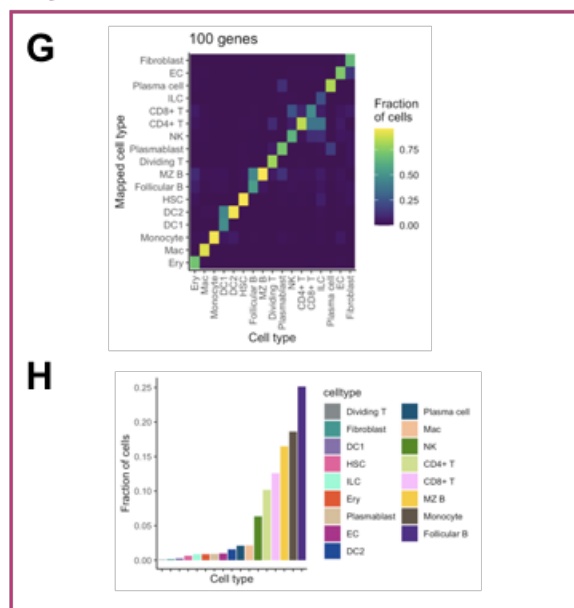 G
100 genes
Mapped cell type
Fibroblast
EC
Plasma cell
ILC
CD8+ T
CD4+ T
NK
Plasmablast
Dividing T
MZ B
Follicular B
HSC
DC2
DC1
Monocyte
Mac
Ery
Ery
Mac
Monocyte
DC1
DC2
HSC
Follicular B
MZ B
Dividing T
Plasmablast
NK
CD4+ T
CD8+ T
ILC
Plasma cell
EC
Fibroblast
Cell type
Fraction
of cells
0.75
0.50
0.25
0.00
H
Fraction of cells
0.25
0.20
0.15
0.10
0.05
0.00
Cell type
celltype
Dividing T
Fibroblast
DC1
HSC
ILC
Ery
Plasmablast
EC
DC2
Plasma cell
Mac
NK
CD4+ T
CD8+ T
MZ B
Monocyte
Follicular B